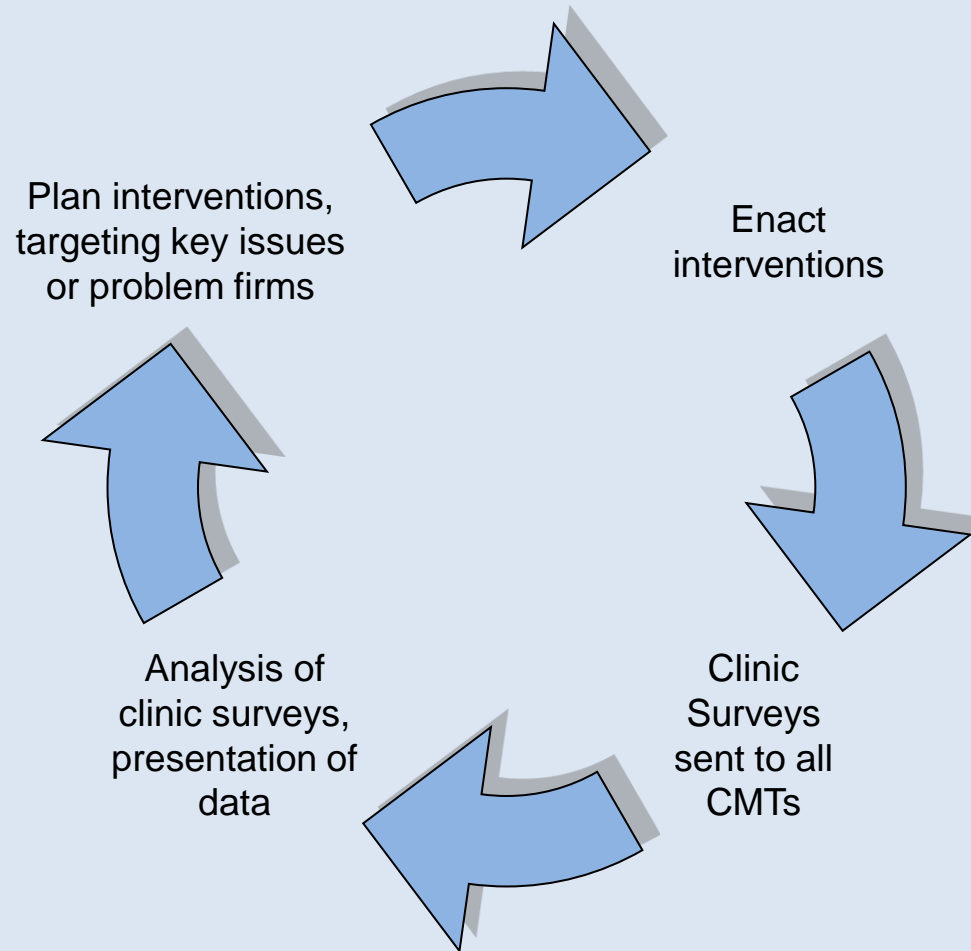 Plan interventions,
targeting key issues
or problem firms
Enact
interventions
Clinic
Surveys
sent to all
CMTs
Analysis of
clinic surveys,
presentation of
data